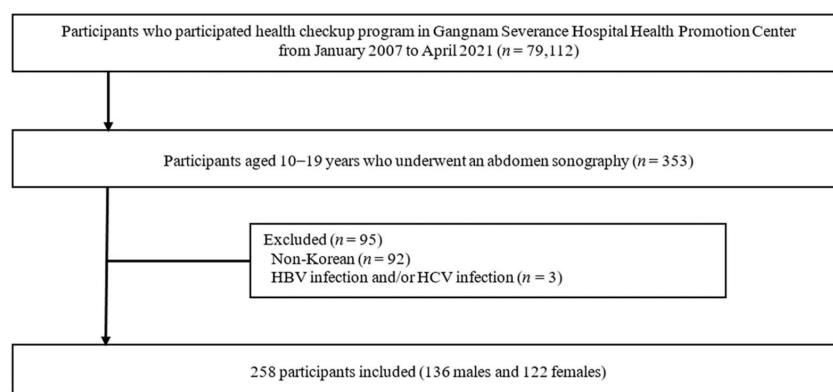 Participants who participated health checkup program in Gangnam Severance Hospital Health Promotion Center
from January 2007 to April 2021 (n = 79,112)
Participants aged 10–19 years who underwent an abdomen sonography (n = 353)
Excluded (n = 95)
Non-Korean (n = 92)
HBV infection and/or HCV infection (n = 3)
258 participants included (136 males and 122 females)